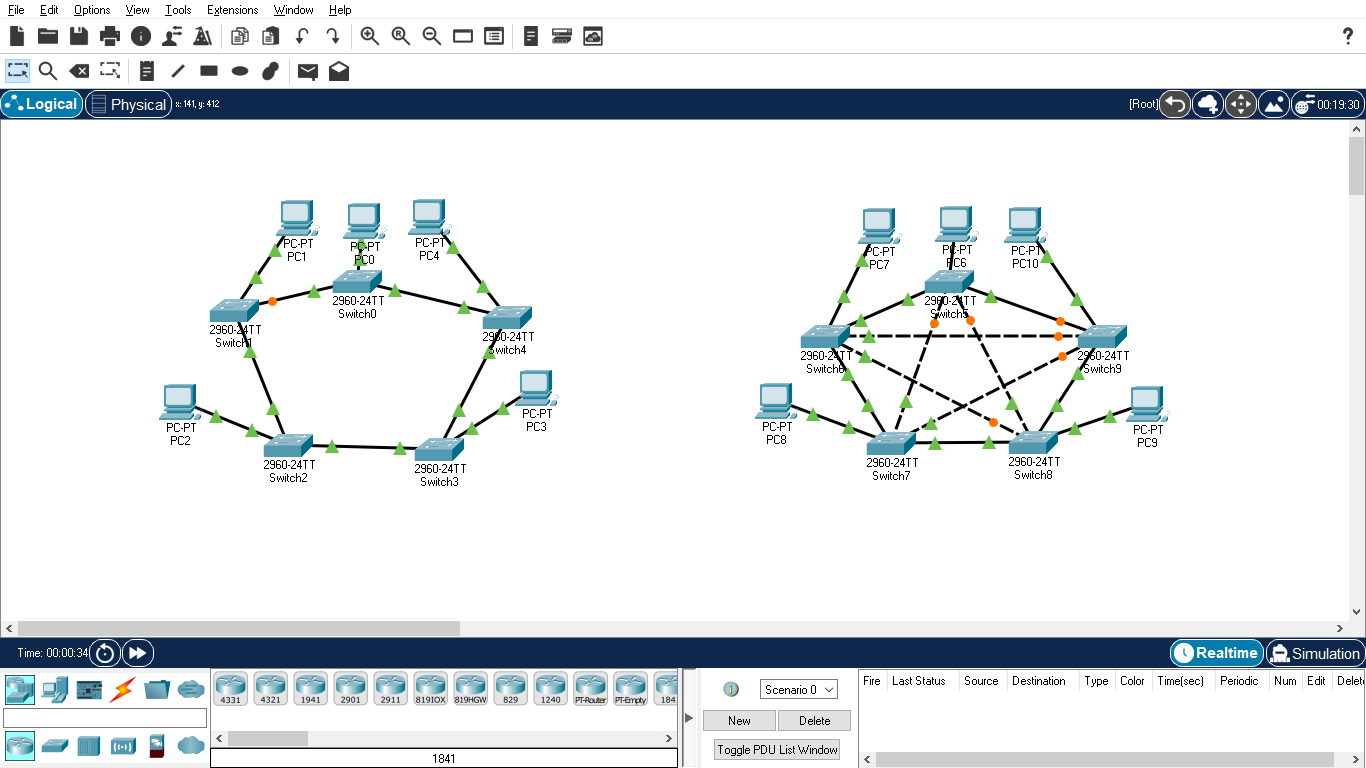 File Edit Options View Tools Extensions Window Help
?
Logical Physical x: 141, y: 412 [Root] 00:19:30
PC-PT
PC1
PC-PT
PC0
PC-PT
PC4
2960-24TT
Switch0
2960-24TT
Switch1
2960-24TT
Switch4
PC-PT
PC2
PC-PT
PC3
2960-24TT
Switch2
2960-24TT
Switch3
PC-PT
PC7
PC-PT
PC6
PC-PT
PC10
2960-24TT
Switch5
2960-24TT
Switch6
2960-24TT
Switch9
PC-PT
PC8
PC-PT
PC9
2960-24TT
Switch7
2960-24TT
Switch8
Time: 00:00:34 Realtime Simulation
4331 4321 1941 2901 2911 819IOX 819HGW 829 1240 PT-Router PT-Empty 184
1841
Scenario 0
New Delete
Toggle PDU List Window
Fire Last Status Source Destination Type Color Time(sec) Periodic Num Edit Delete